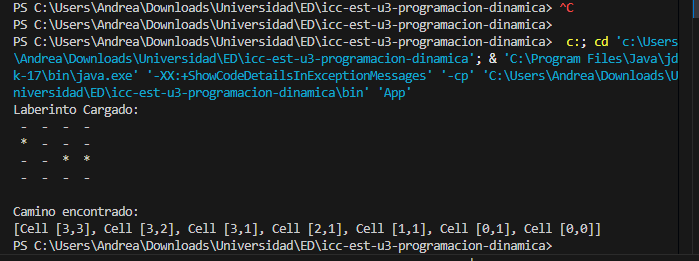 PS C:\Users\Andrea\Downloads\Universidad\ED\icc-est-u3-programacion-dinamica> ^C
PS C:\Users\Andrea\Downloads\Universidad\ED\icc-est-u3-programacion-dinamica>
PS C:\Users\Andrea\Downloads\Universidad\ED\icc-est-u3-programacion-dinamica>  c:; cd 'c:\Users
\Andrea\Downloads\Universidad\ED\icc-est-u3-programacion-dinamica'; & 'C:\Program Files\Java\jd
k-17\bin\java.exe' '-XX:+ShowCodeDetailsInExceptionMessages' '-cp' 'C:\Users\Andrea\Downloads\U
niversidad\ED\icc-est-u3-programacion-dinamica\bin' 'App'
Laberinto Cargado:
 -  -  -  -
 *  -  -  -
 -  -  *  *
 -  -  -  -
Camino encontrado:
[Cell [3,3], Cell [3,2], Cell [3,1], Cell [2,1], Cell [1,1], Cell [0,1], Cell [0,0]]
PS C:\Users\Andrea\Downloads\Universidad\ED\icc-est-u3-programacion-dinamica>